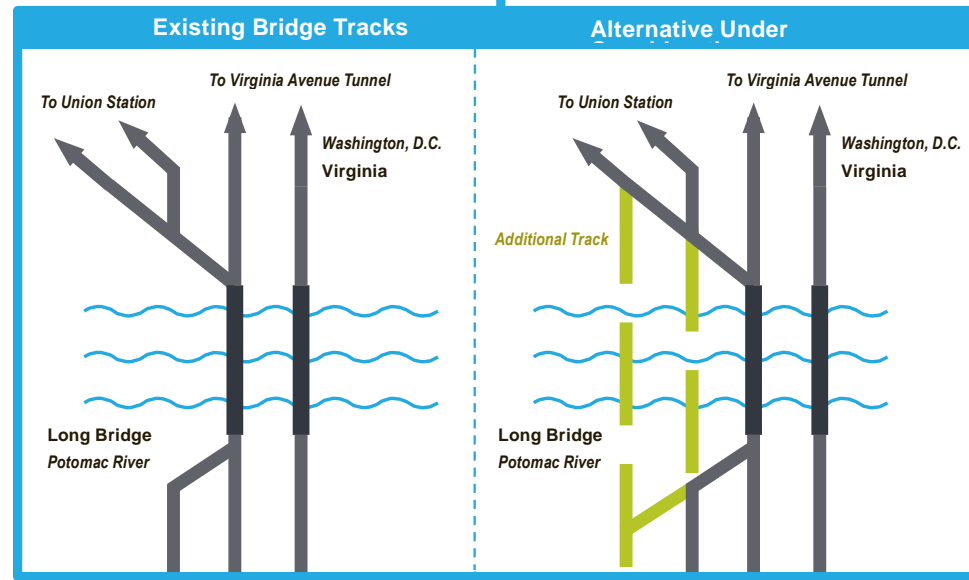 Existing Bridge Tracks
To Virginia Avenue Tunnel
To Union Station
Washington, D.C.
Virginia
Long Bridge
Potomac River
Alternative Under
To Virginia Avenue Tunnel
To Union Station
Washington, D.C.
Virginia
Additional Track
Long Bridge
Potomac River